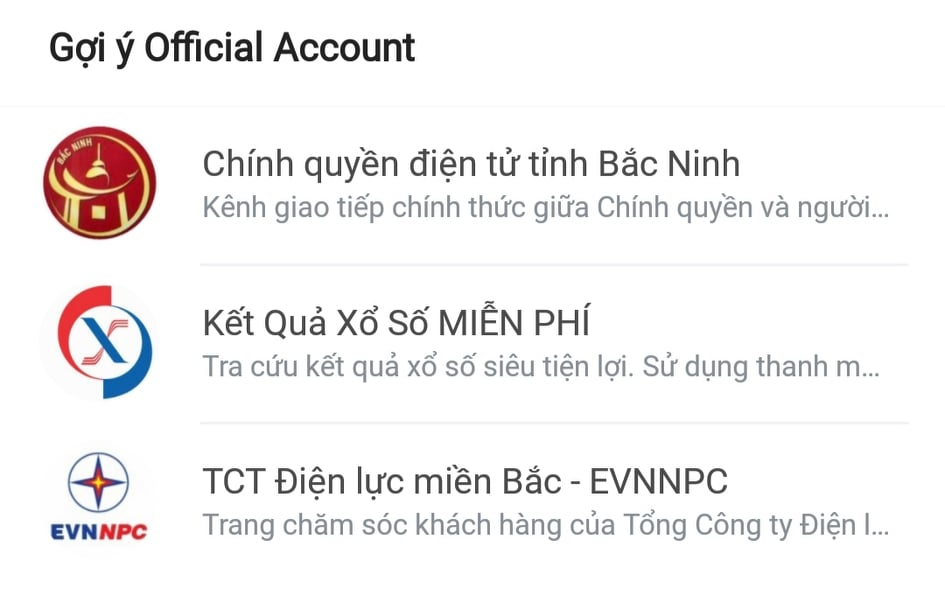 Gợi ý Official Account
BẮC NINH
Chính quyền điện tử tỉnh Bắc Ninh
Kênh giao tiếp chính thức giữa Chính quyền và người...
Kết Quả Xổ Số MIỄN PHÍ
Tra cứu kết quả xổ số siêu tiện lợi. Sử dụng thanh m...
TCT Điện lực miền Bắc - EVNNPC
Trang chăm sóc khách hàng của Tổng Công ty Điện l...
EVNNPC